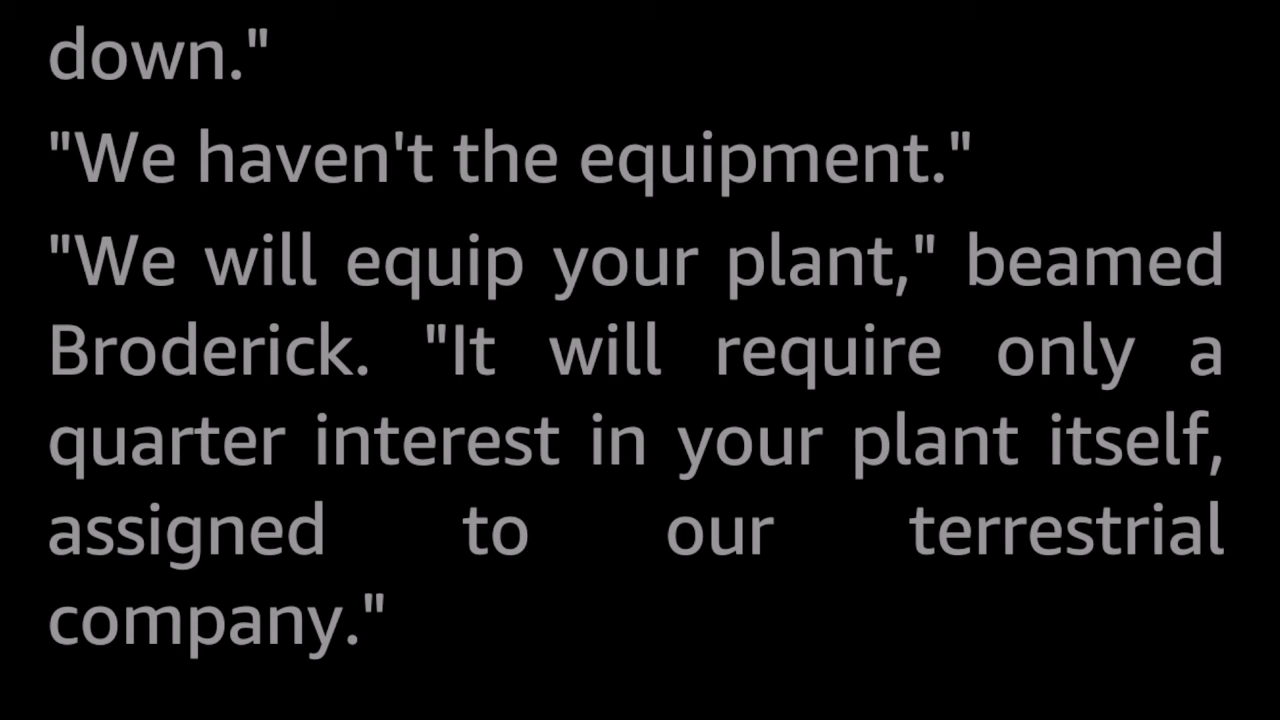 down."
"We haven't the equipment."
"We will equip your plant," beamed
Broderick. "It will require only a
quarter interest in your plant itself,
assigned to our terrestrial
company."